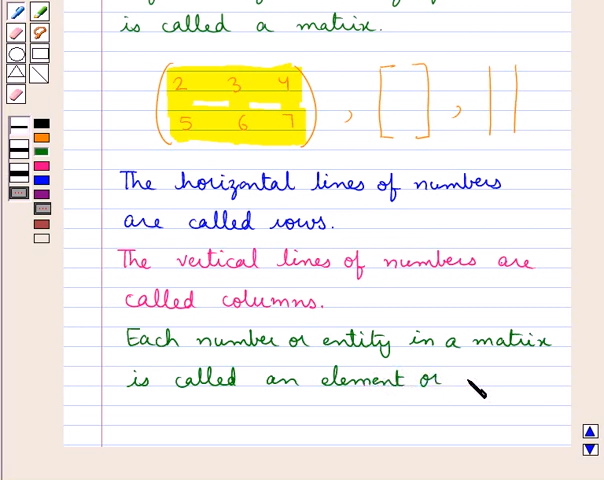 is called a matrix.
( 2 3 4 , [ ] , | |
5 6 7 )
The horizontal lines of numbers
are called rows.
The vertical lines of numbers are
called columns.
Each number or entity in a matrix
is called an element or